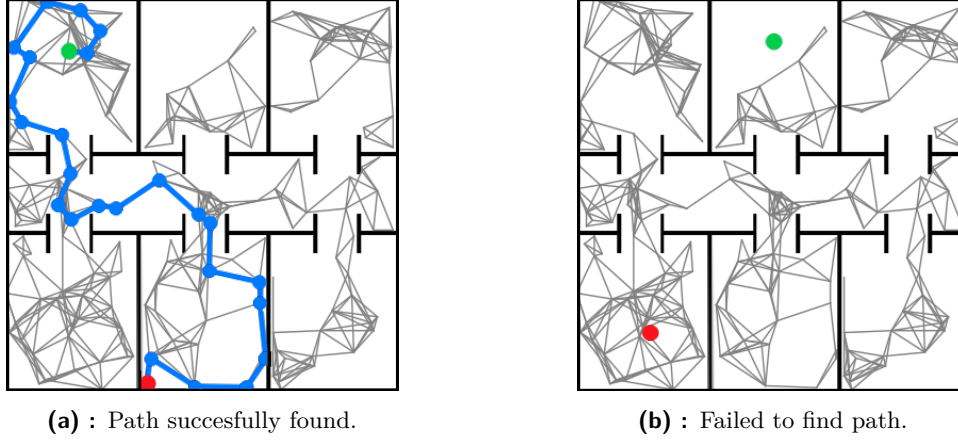 (a) : Path succesfully found.
(b) : Failed to find path.